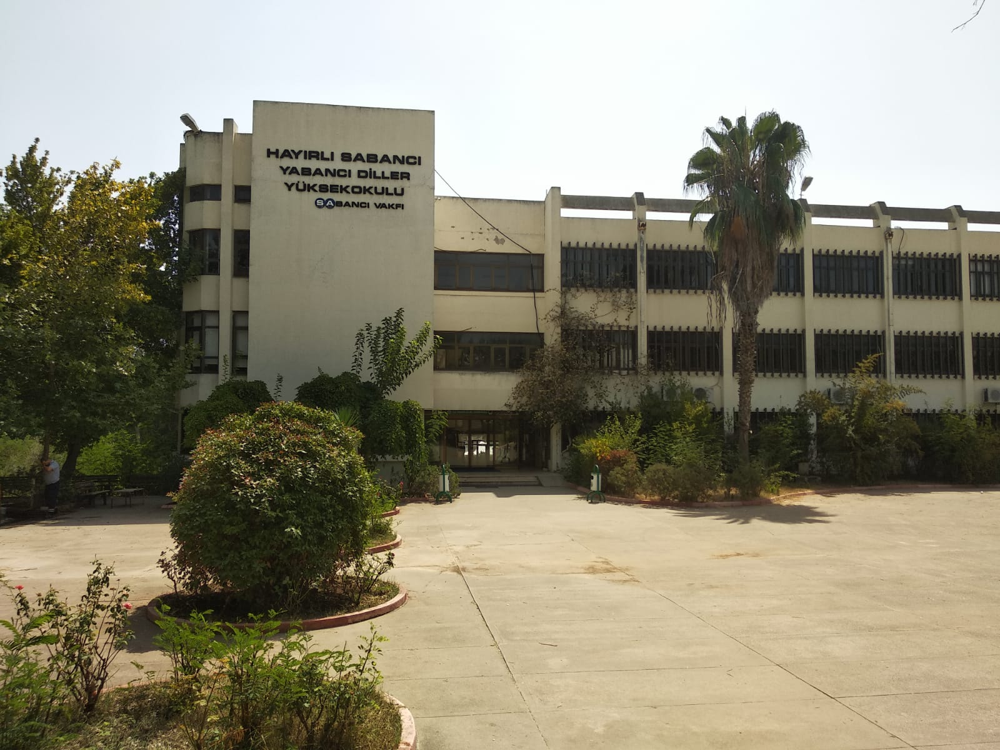 HAYIRLI SABANCI
YABANCI DİLLER
YÜKSEKOKULU
SABANCI VAKFI